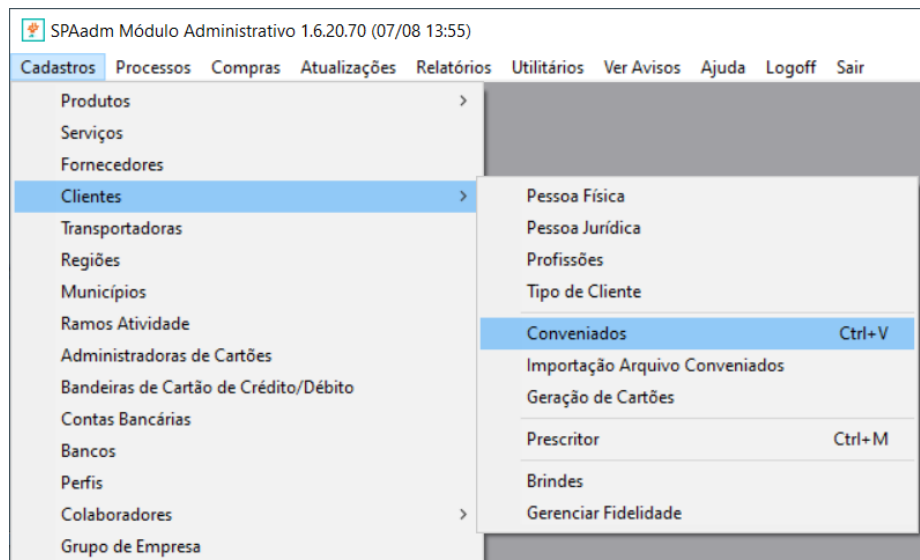 SPAadm Módulo Administrativo 1.6.20.70 (07/08 13:55)
Cadastros Processos Compras Atualizações Relatórios Utilitários Ver Avisos Ajuda Logoff Sair
Produtos
Serviços
Fornecedores
Clientes
Transportadoras
Regiões
Municípios
Ramos Atividade
Administradoras de Cartões
Bandeiras de Cartão de Crédito/Débito
Contas Bancárias
Bancos
Perfis
Colaboradores
Grupo de Empresa
Pessoa Física
Pessoa Jurídica
Profissões
Tipo de Cliente
Conveniados Ctrl+V
Importação Arquivo Conveniados
Geração de Cartões
Prescritor Ctrl+M
Brindes
Gerenciar Fidelidade